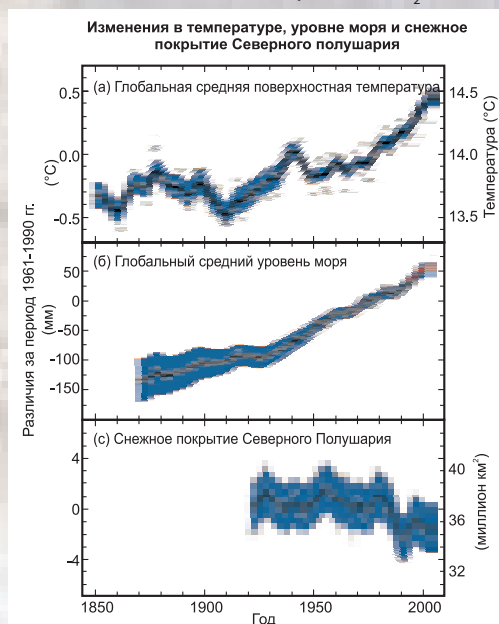 2
Изменения в температуре, уровне моря и снежное
покрытие Северного полушария
(а) Глобальная средняя поверхностная температура
0.5
0.0
-0.5
(°C)
14.5
14.0
13.5
Температура (°C)
(б) Глобальный средний уровень моря
50
0
-50
-100
-150
Различия за период 1961-1990 гг.
(мм)
(с) Снежное покрытие Северного Полушария
4
0
-4
40
36
32
(миллион км²)
1850
1900
1950
2000
Год